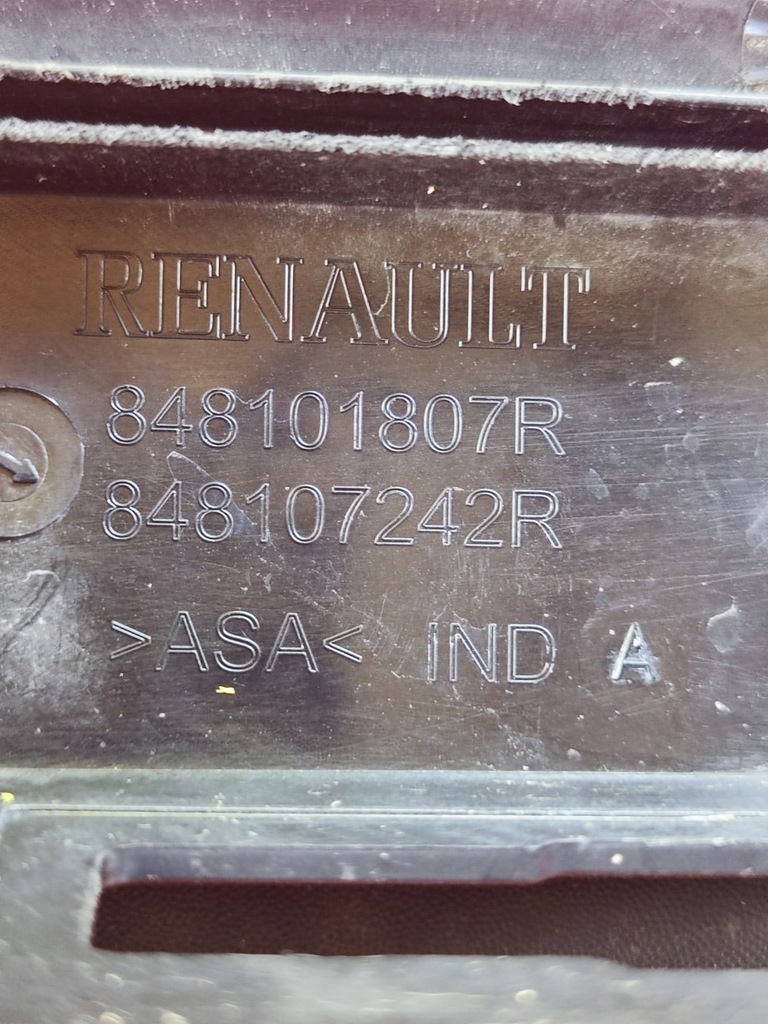 RENAULT
848101807R
848107242R
>ASA< IND A